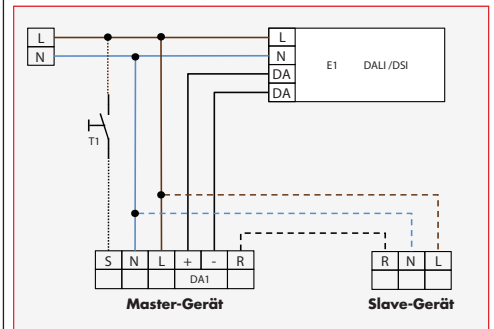 L
N
L
N
DA
DA
E1 DALI /DSI
T1
S N L + - R
DA1
R N L
Master-Gerät
Slave-Gerät